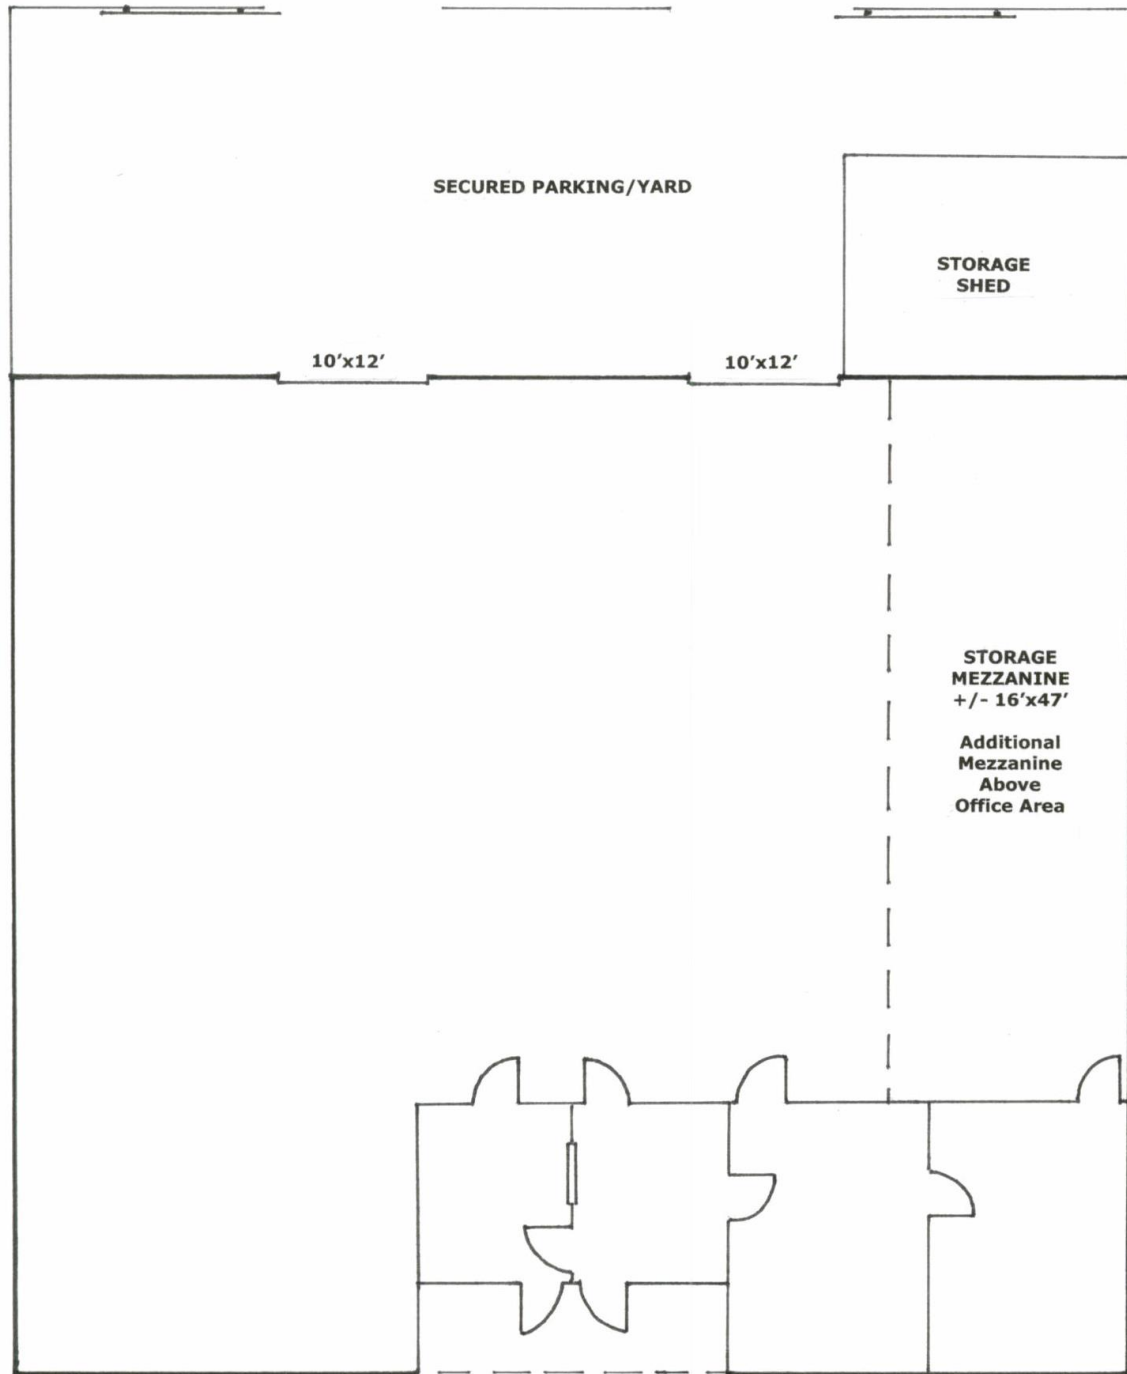 SECURED PARKING/YARD
STORAGE
SHED
10'x12'
10'x12'
STORAGE
MEZZANINE
+/- 16'x47'
Additional
Mezzanine
Above
Office Area